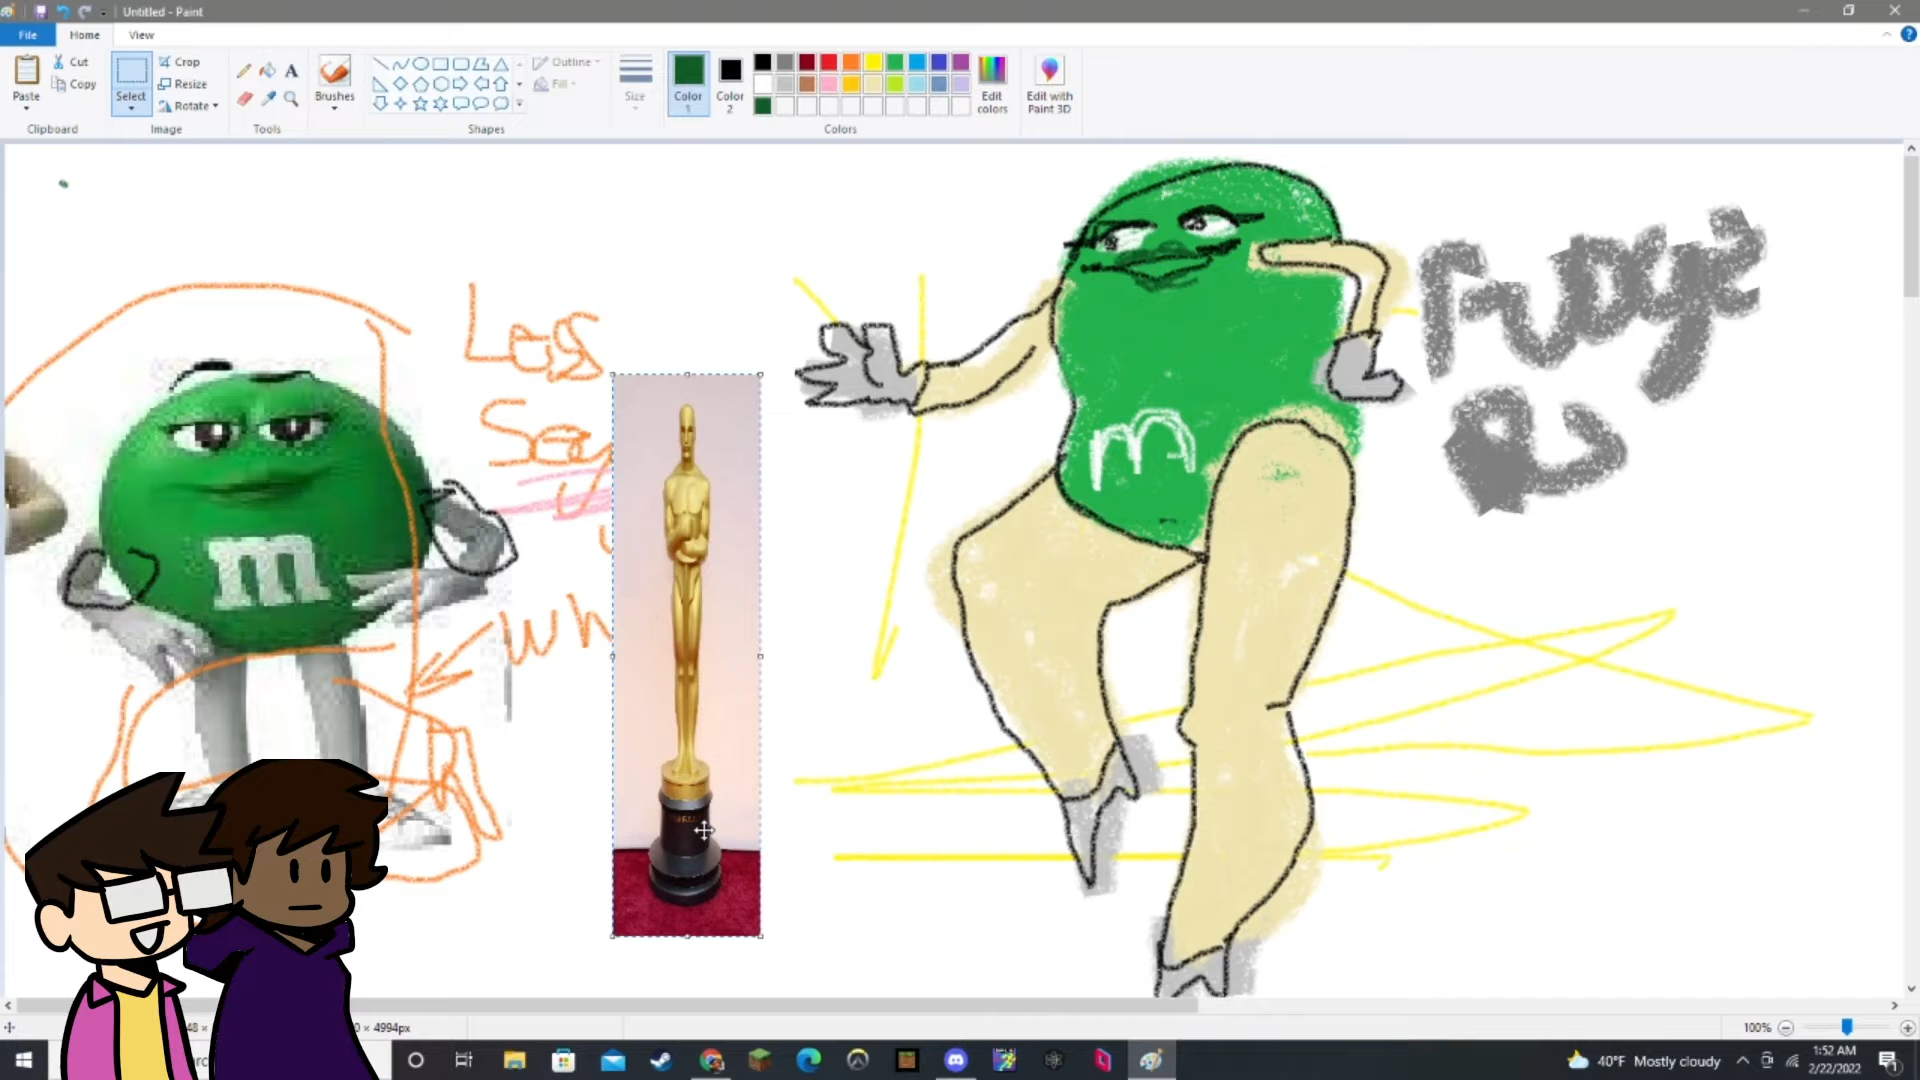 Untitled - Paint
File Home View
Cut
Copy
Paste
Clipboard
Crop
Resize
Rotate
Select
Image
A
Tools
Brushes
Shapes
Outline
Fill
Size
Color 1
Color 2
Colors
Edit colors
Edit with Paint 3D
Less
m
m
Wh
× 4994px
100%
40°F Mostly cloudy
1:52 AM
2/22/2022